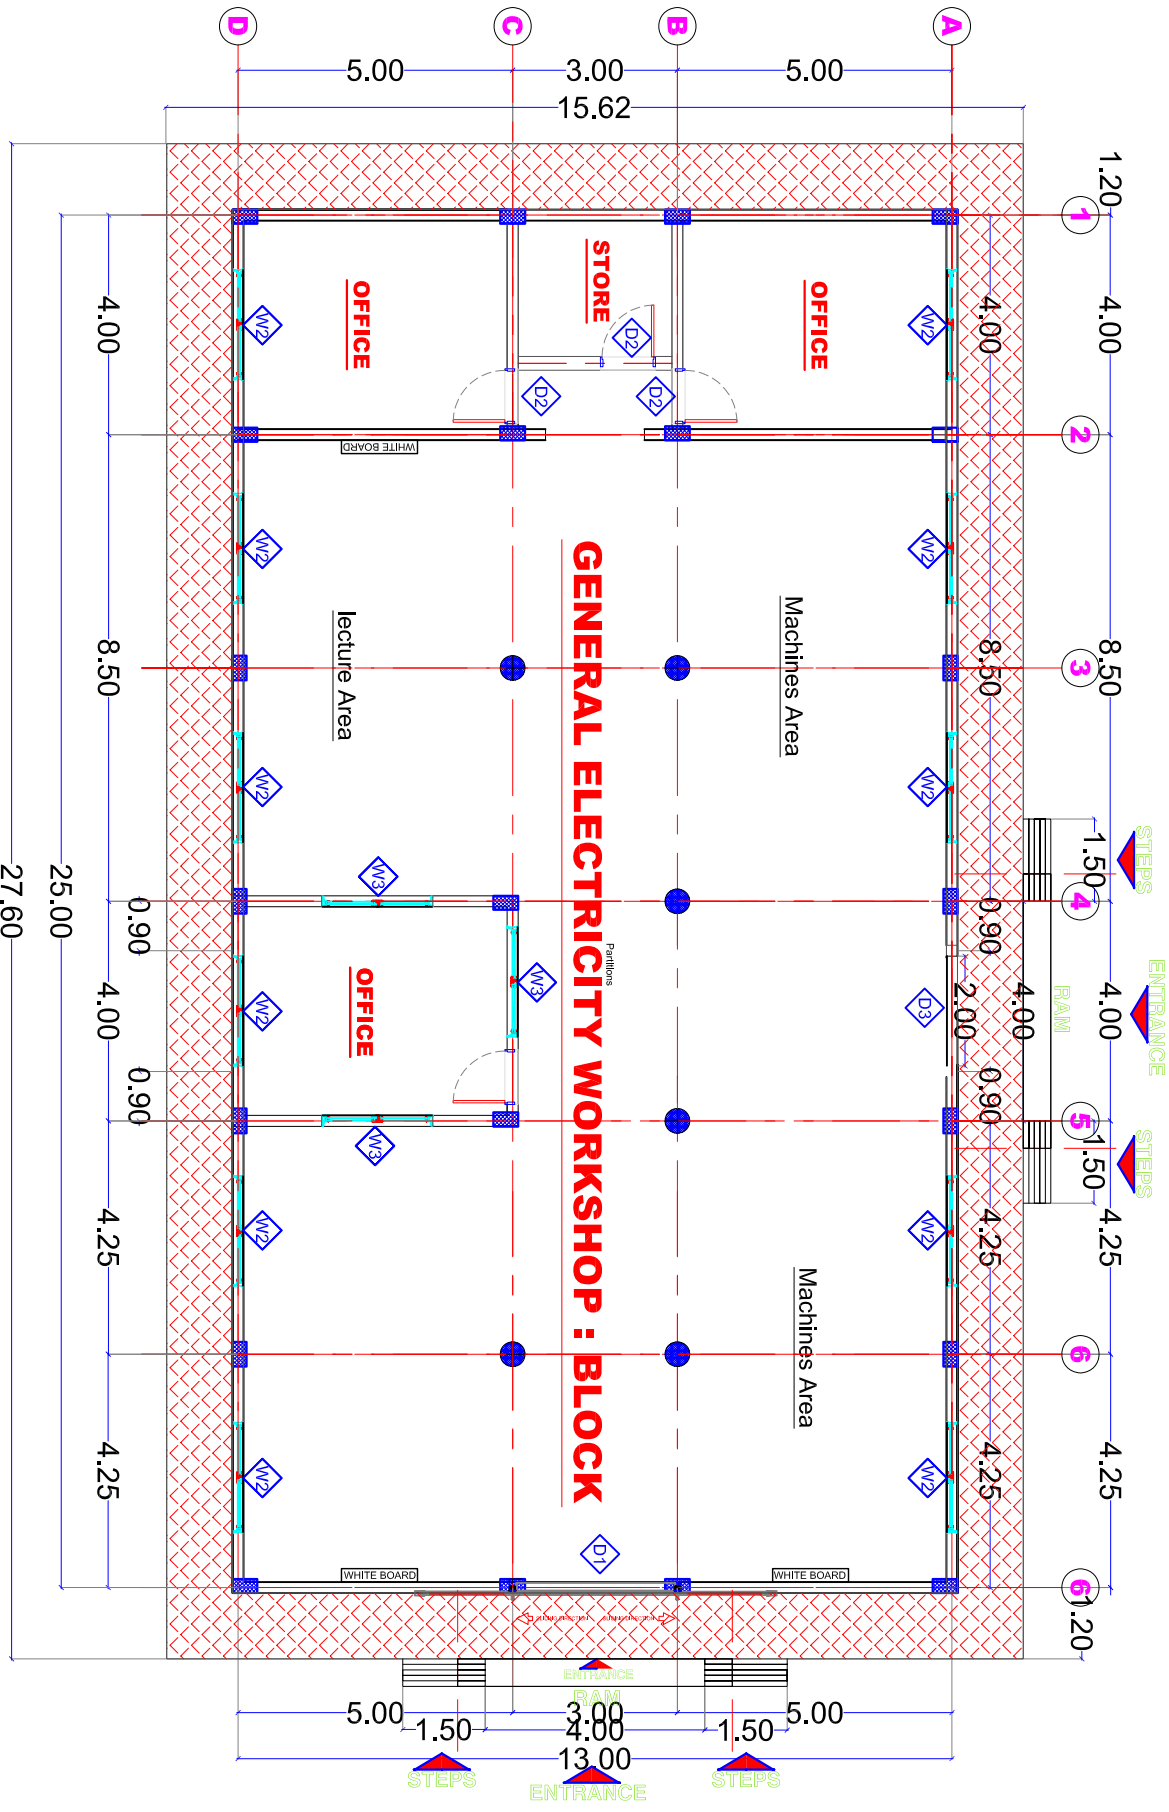 D
C
B
A
5.00
3.00
5.00
15.62
1.20
1
4.00
4.00
4.00
OFFICE
STORE
OFFICE
W2
W2
D2
D2
D2
2
WHITE BOARD
W2
W2
GENERAL ELECTRICITY WORKSHOP : BLOCK
lecture Area
Machines Area
8.50
8.50
8.50
3
W2
W2
STEPS
1.50
W3
4
0.90
0.90
Partitions
W3
OFFICE
W2
D3
2.00
4.00
RAM
4.00
4.00
ENTRANCE
0.90
0.90
5
1.50
STEPS
W3
W2
W2
4.25
4.25
4.25
25.00
27.60
Machines Area
6
W2
W2
4.25
4.25
4.25
D1
WHITE BOARD
WHITE BOARD
6
1.20
SLIDING DIRECTION
SLIDING DIRECTION
ENTRANCE
RAM
5.00
3.00
5.00
1.50
4.00
1.50
13.00
STEPS
ENTRANCE
STEPS